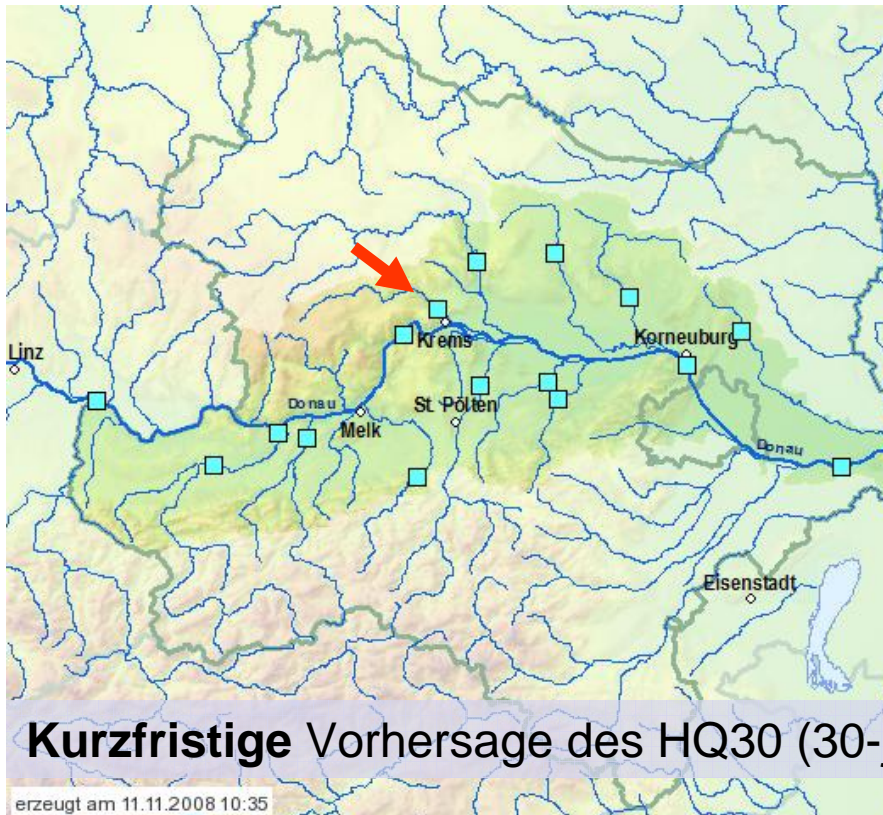 Linz
Krems
Korneuburg
Donau
Melk
St. Pölten
Donau
Eisenstadt
Kurzfristige Vorhersage des HQ30 (30-
erzeugt am 11.11.2008 10:35